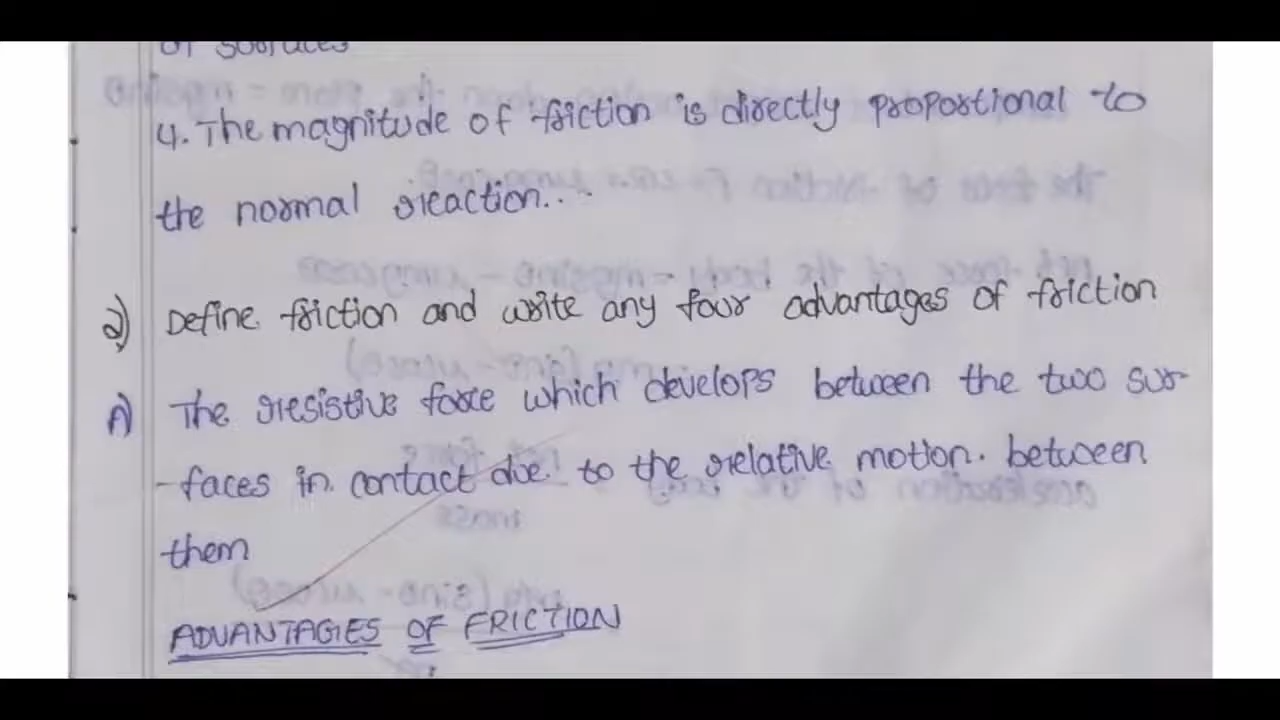 of surfaces
4. The magnitude of friction is directly proportional to
the normal reaction...
2) Define friction and write any four advantages of friction
A) The resistive force which develops between the two sur-
-faces in contact due to the relative motion. between
them
ADVANTAGES OF FRICTION